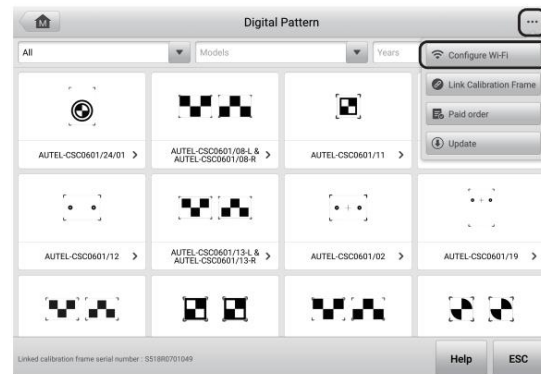 M
Digital Pattern
...
All
Models
Years
Configure Wi-Fi
Link Calibration Frame
Paid order
Update
AUTEL-CSC0601/24/01 >
AUTEL-CSC0601/08-L &
AUTEL-CSC0601/08-R >
AUTEL-CSC0601/11 >
AUTEL-CSC0601/12 >
AUTEL-CSC0601/13-L &
AUTEL-CSC0601/13-R >
AUTEL-CSC0601/02 >
AUTEL-CSC0601/19 >
Linked calibration frame serial number : S518R0701049
Help
ESC